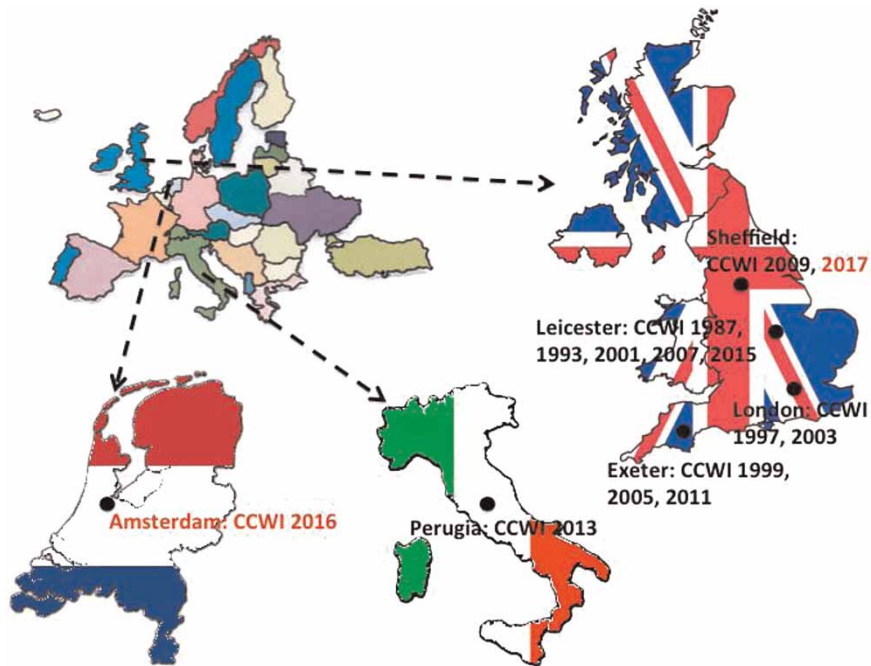 Sheffield:
CCWI 2009, 2017
Leicester: CCWI 1987,
1993, 2001, 2007, 2015
London: CCWI
1997, 2003
Exeter: CCWI 1999,
2005, 2011
Amsterdam: CCWI 2016
Perugia: CCWI 2013